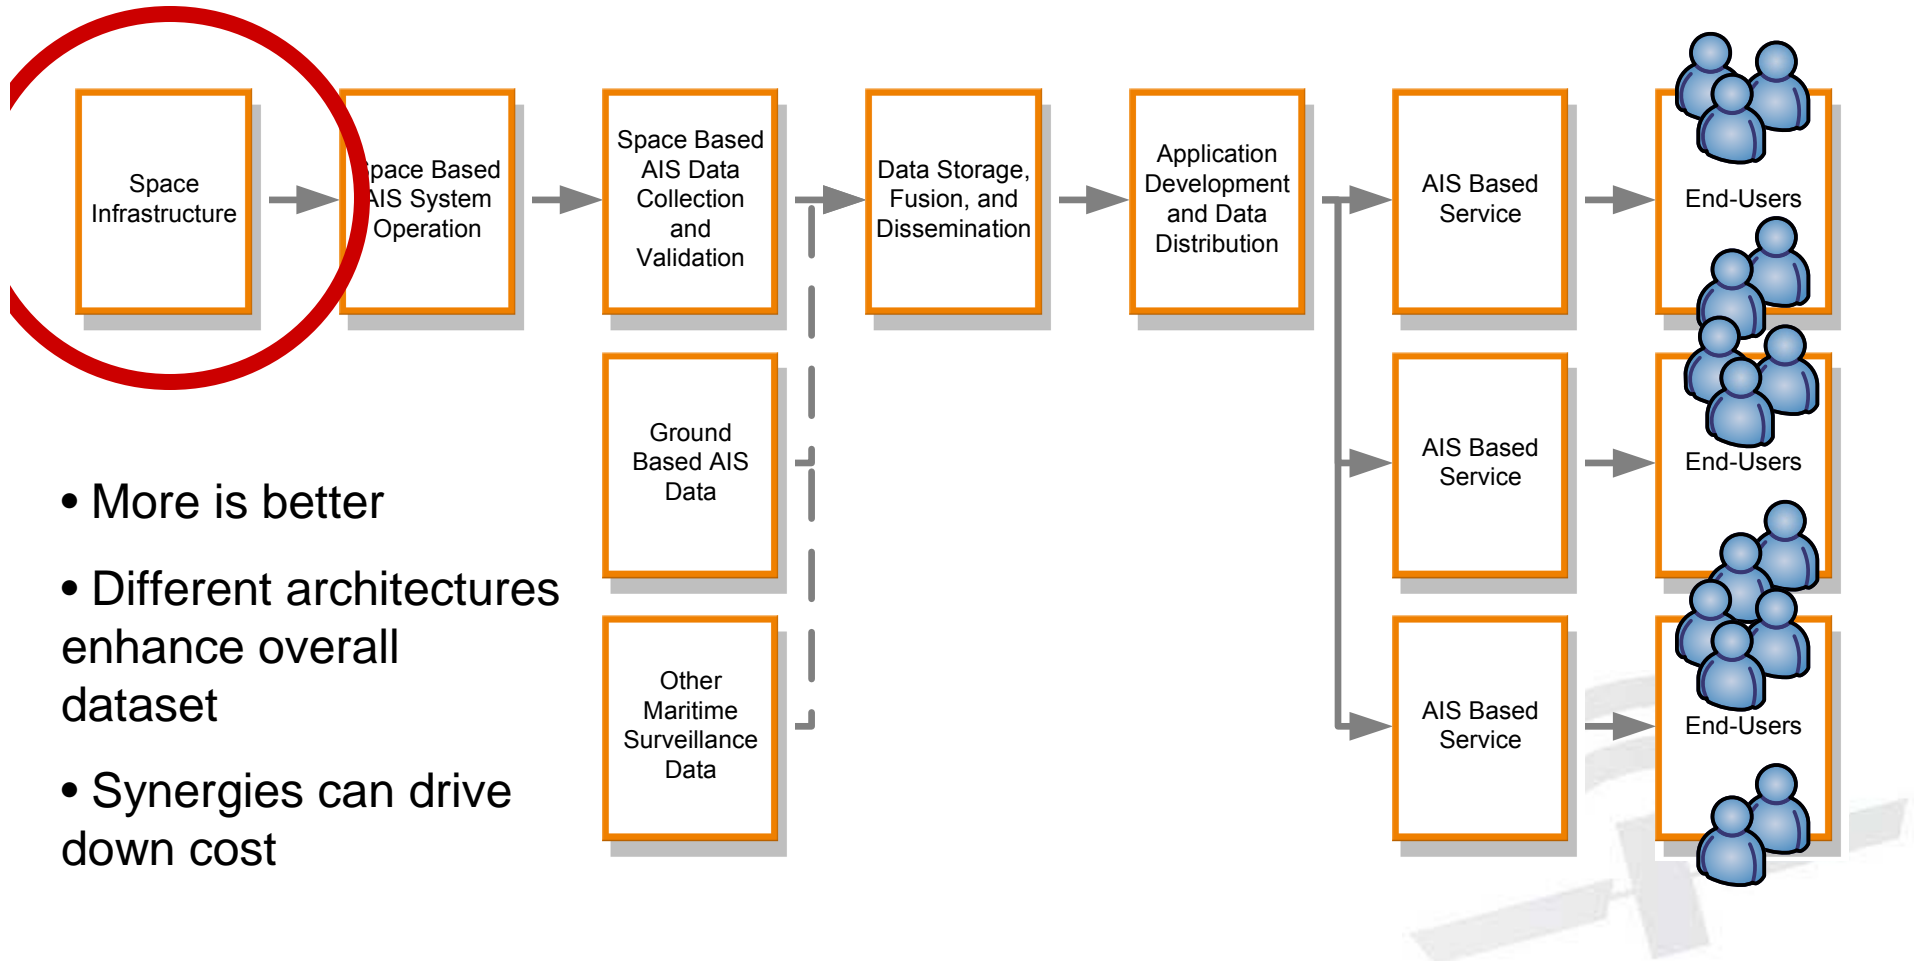 Space
Infrastructure
Space Based
AIS System
Operation
Space Based
AIS Data
Collection
and
Validation
Data Storage,
Fusion, and
Dissemination
Application
Development
and Data
Distribution
AIS Based
Service
End-Users
Ground
Based AIS
Data
AIS Based
Service
End-Users
Other
Maritime
Surveillance
Data
AIS Based
Service
End-Users
• More is better
• Different architectures
enhance overall
dataset
• Synergies can drive
down cost